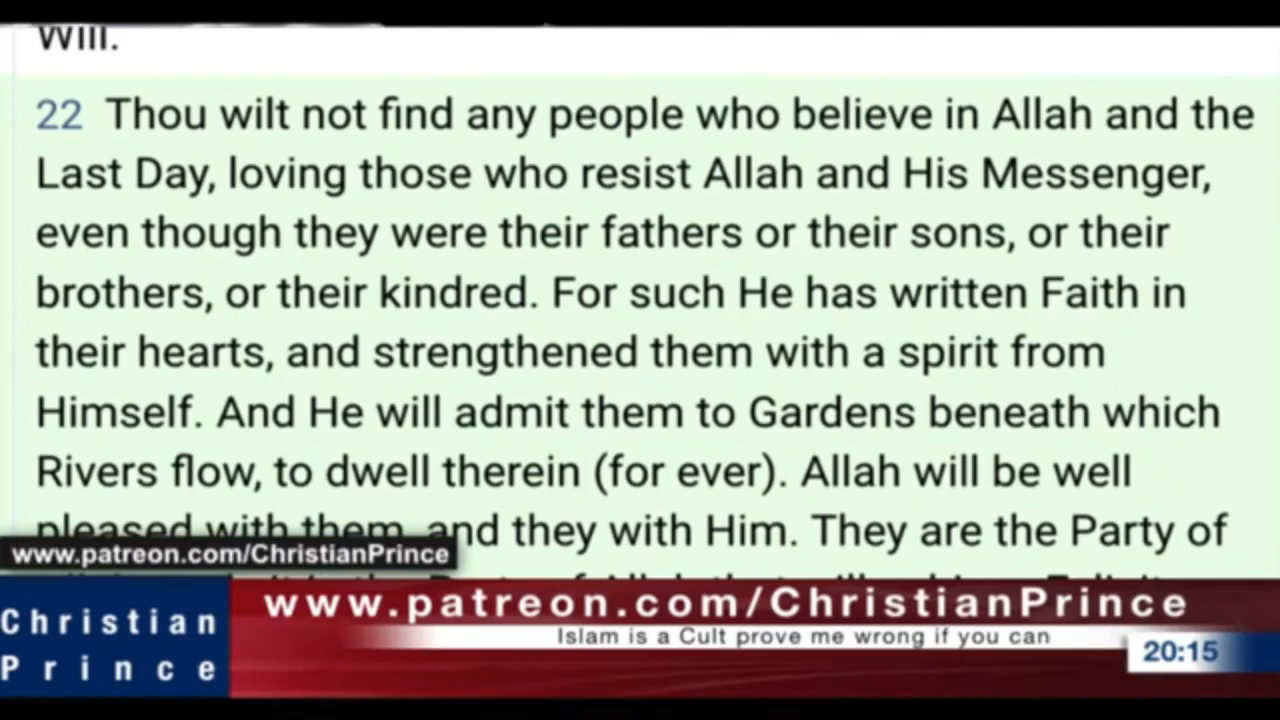 Will.
22 Thou wilt not find any people who believe in Allah and the
Last Day, loving those who resist Allah and His Messenger,
even though they were their fathers or their sons, or their
brothers, or their kindred. For such He has written Faith in
their hearts, and strengthened them with a spirit from
Himself. And He will admit them to Gardens beneath which
Rivers flow, to dwell therein (for ever). Allah will be well
pleased with them, and they with Him. They are the Party of
www.patreon.com/ChristianPrince
www.patreon.com/ChristianPrince
Islam is a Cult prove me wrong if you can
Christian
Prince
20:15